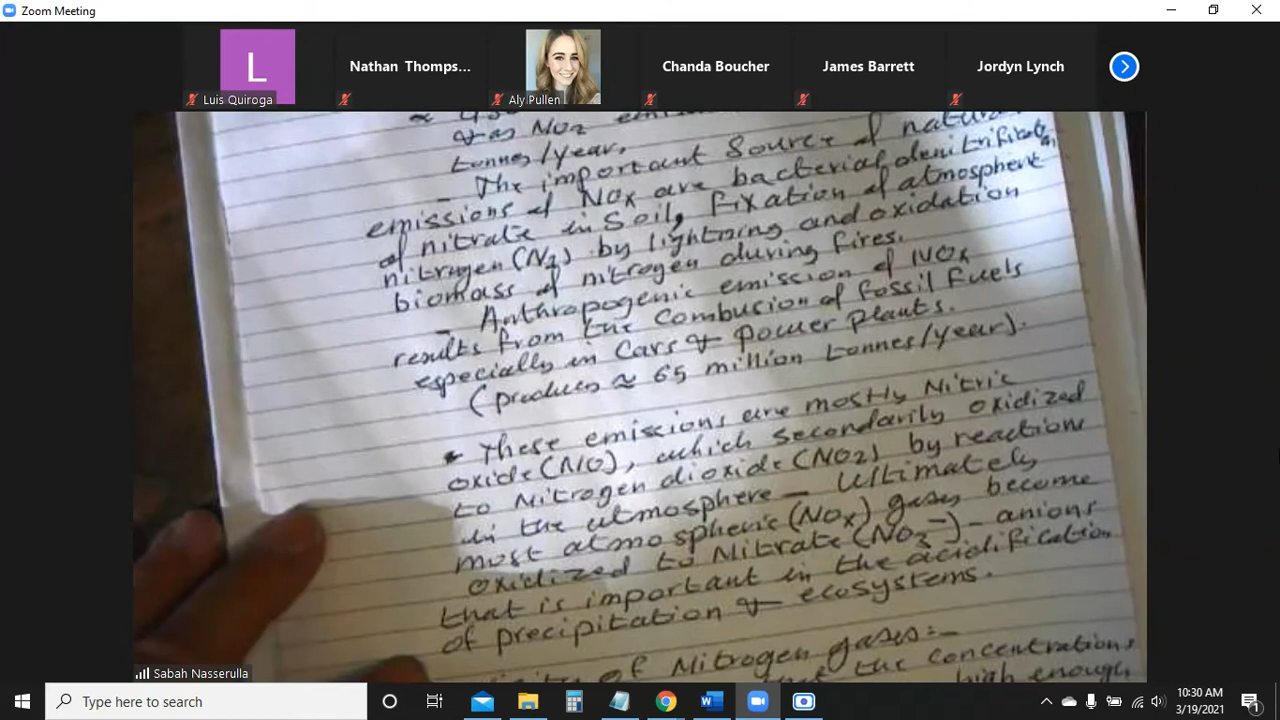 Zoom Meeting
L
Luis Quiroga
Nathan Thomps...
Aly Pullen
Chanda Boucher
James Barrett
Jordyn Lynch
gas NO2
tonnes/year.
- The important Source of
emissions of NOx are bacterial denitrification
of nitrate in Soil, fixation of atmospheric
nitrogen (N2) by lightning and oxidation
biomass of nitrogen during fires.
- Anthropogenic emission of NOx
results from the Combusion of fossil fuels
especially in Cars & power plants.
(produces ≈ 65 million tonnes/year).
These emissions are mostly Nitric
oxide (NO), which secondarily oxidized
to Nitrogen dioxide (NO2) by reactions
in the atmosphere - Ultimately
most atmospheric (NOx) gases become
oxidized to Nitrate (NO3-) - anions
that is important in the acidification
of precipitation & ecosystems.
of Nitrogen gases:-
the concentrations
high enough
Sabah Nasserulla
Type here to search
10:30 AM
3/19/2021
1